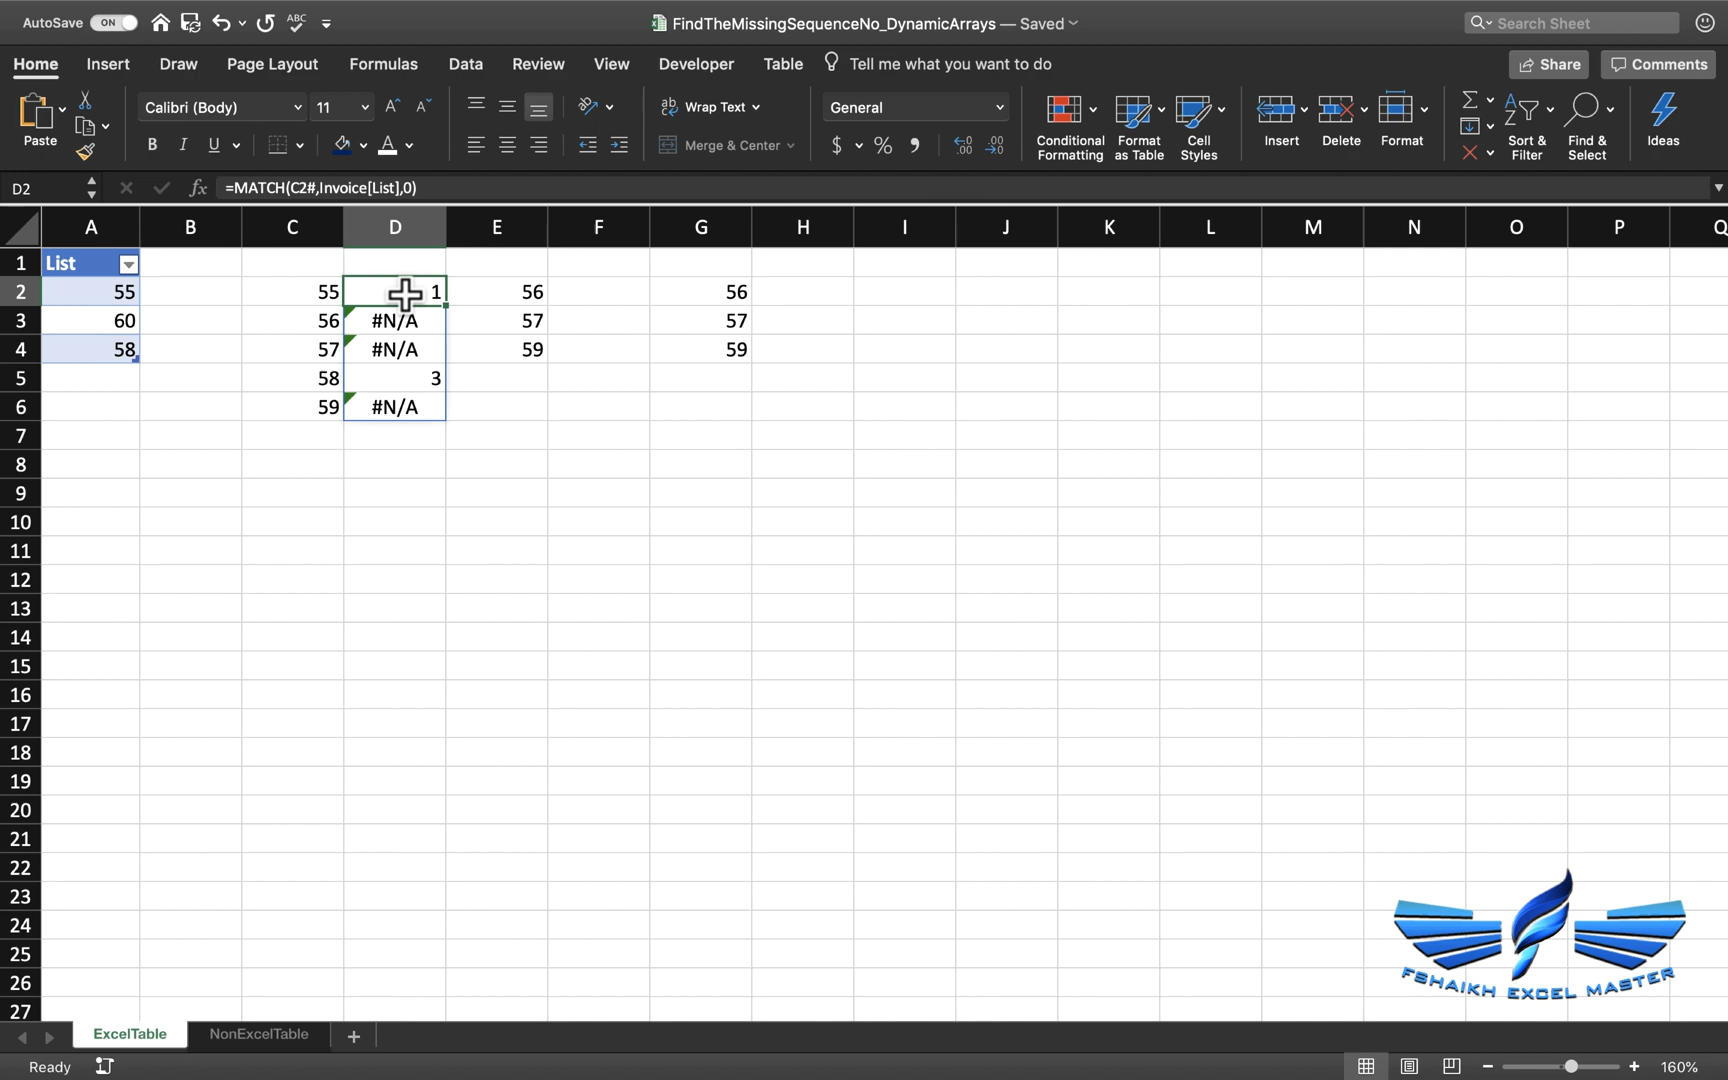 AutoSave ON ABC FindTheMissingSequenceNo_DynamicArrays — Saved Search Sheet
Home Insert Draw Page Layout Formulas Data Review View Developer Table Tell me what you want to do Share Comments
Paste Calibri (Body) 11 A A ab Wrap Text General Conditional Formatting Format as Table Cell Styles Insert Delete Format Σ A Z Sort & Filter Find & Select Ideas
B I U A Merge & Center $ % , .00 .00
D2 fx =MATCH(C2#,Invoice[List],0)
A B C D E F G H I J K L M N O P Q
1 List
2 55 55 1 56 56
3 60 56 #N/A 57 57
4 58 57 #N/A 59 59
5 58 3
6 59 #N/A
7
8
9
10
11
12
13
14
15
16
17
18
19
20
21
22
23
24
25
26
27
FSHAIKH EXCEL MASTER
ExcelTable NonExcelTable +
Ready 160%